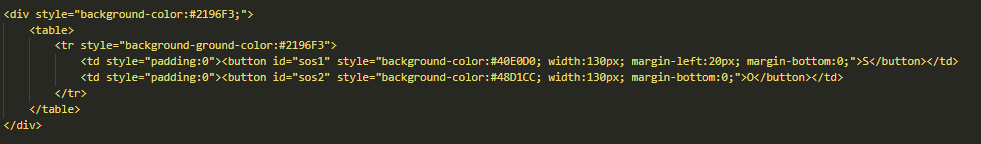 <div style="background-color:#2196F3;">
<table>
<tr style="background-ground-color:#2196F3">
<td style="padding:0"><button id="sos1" style="background-color:#40E0D0; width:130px; margin-left:20px; margin-bottom:0;">S</button></td>
<td style="padding:0"><button id="sos2" style="background-color:#48D1CC; width:130px; margin-bottom:0;">O</button></td>
</tr>
</table>
</div>